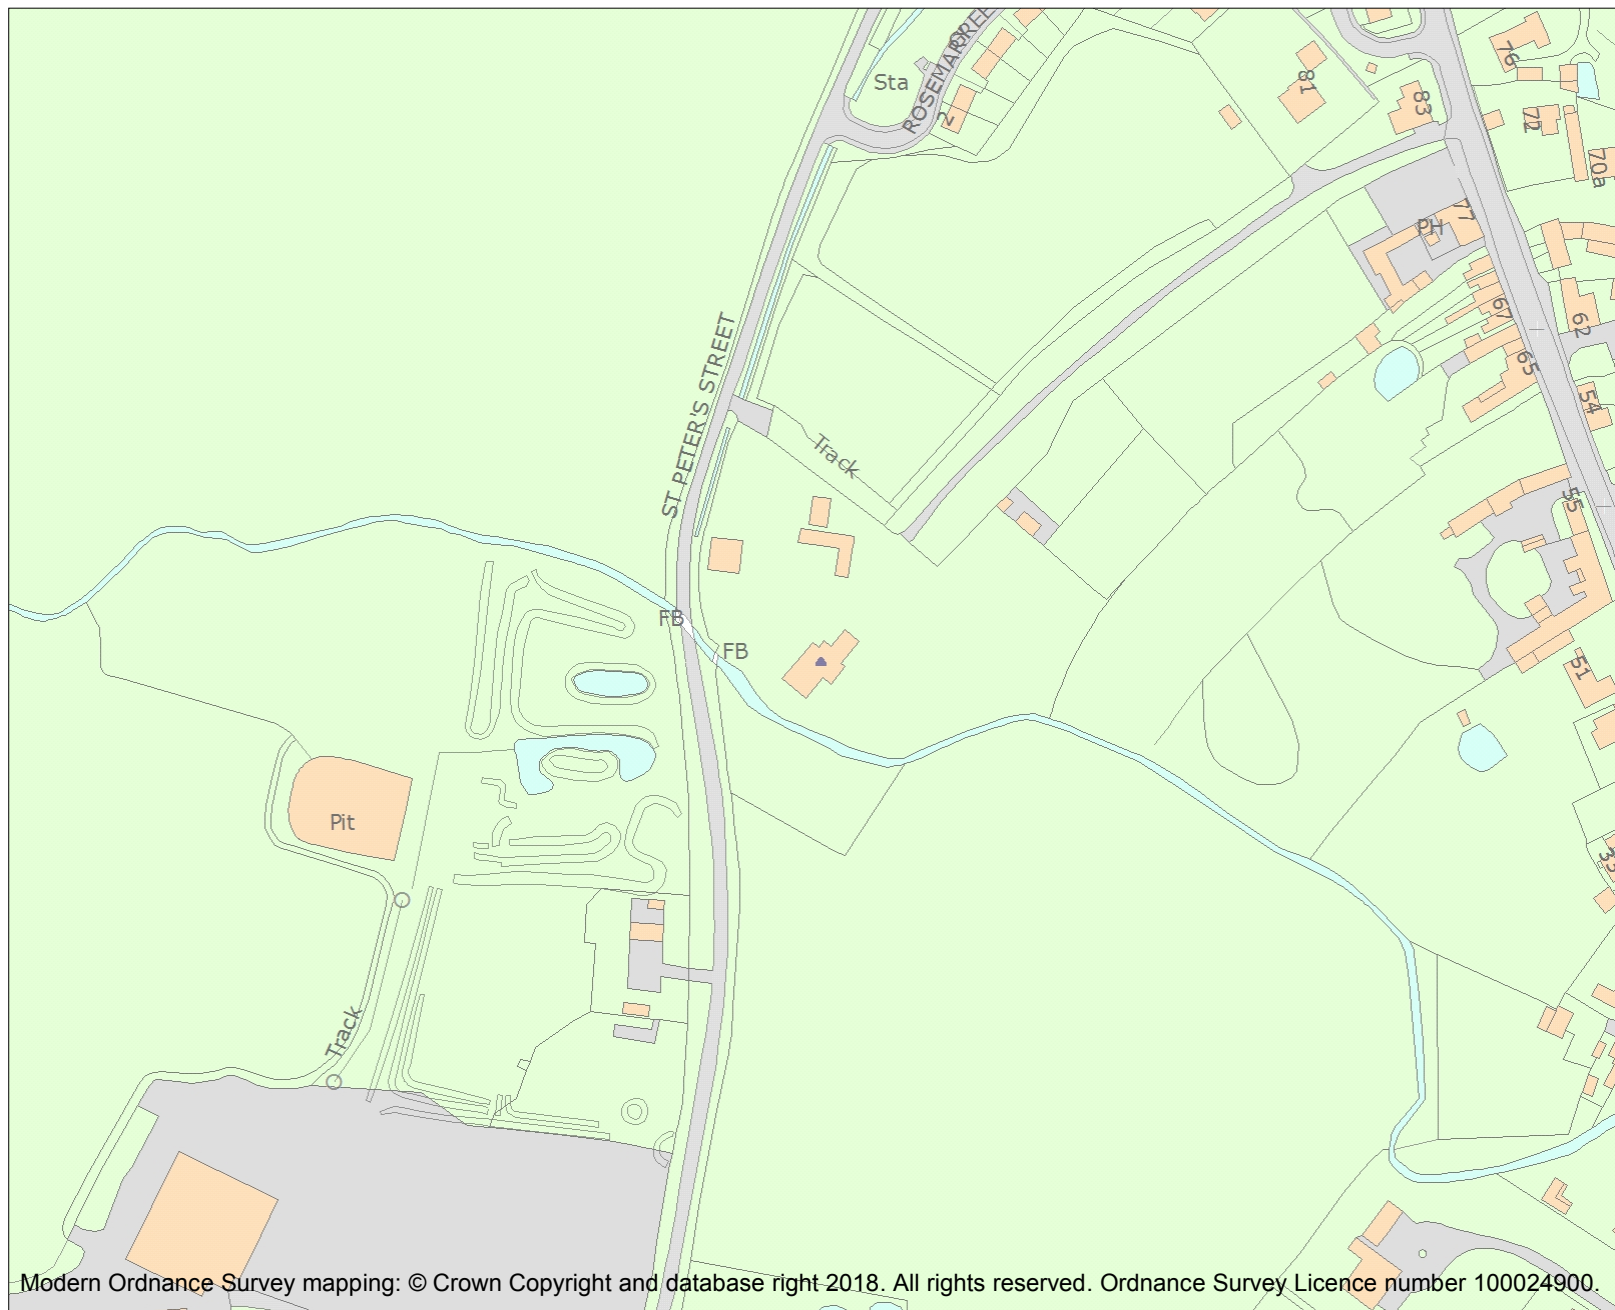 Sta
ROSEMARY
2
81
83
76
72
70a
PH
77
67
65
62
54
ST PETER'S STREET
Track
55
FB
FB
51
Pit
33
Track
Modern Ordnance Survey mapping: © Crown Copyright and database right 2018. All rights reserved. Ordnance Survey Licence number 100024900.